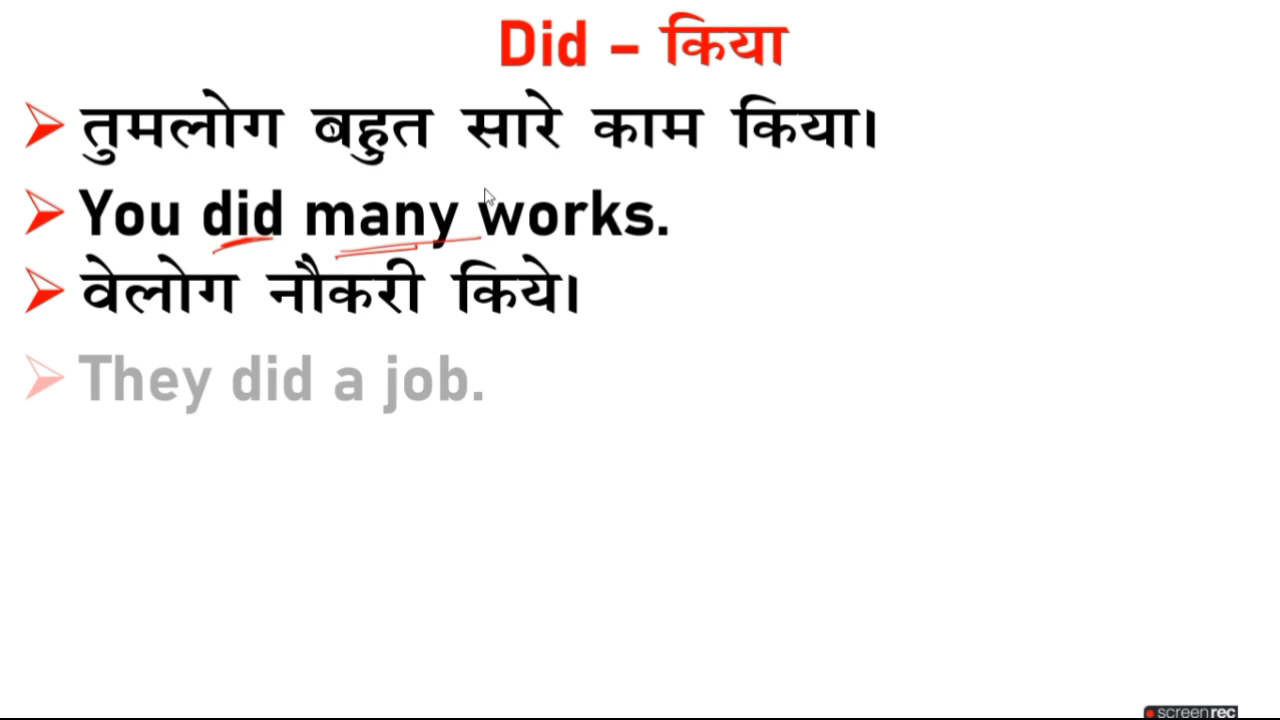 Did – किया
तुमलोग बहुत सारे काम किया।
You did many works.
वेलोग नौकरी किये।
They did a job.
screenrec